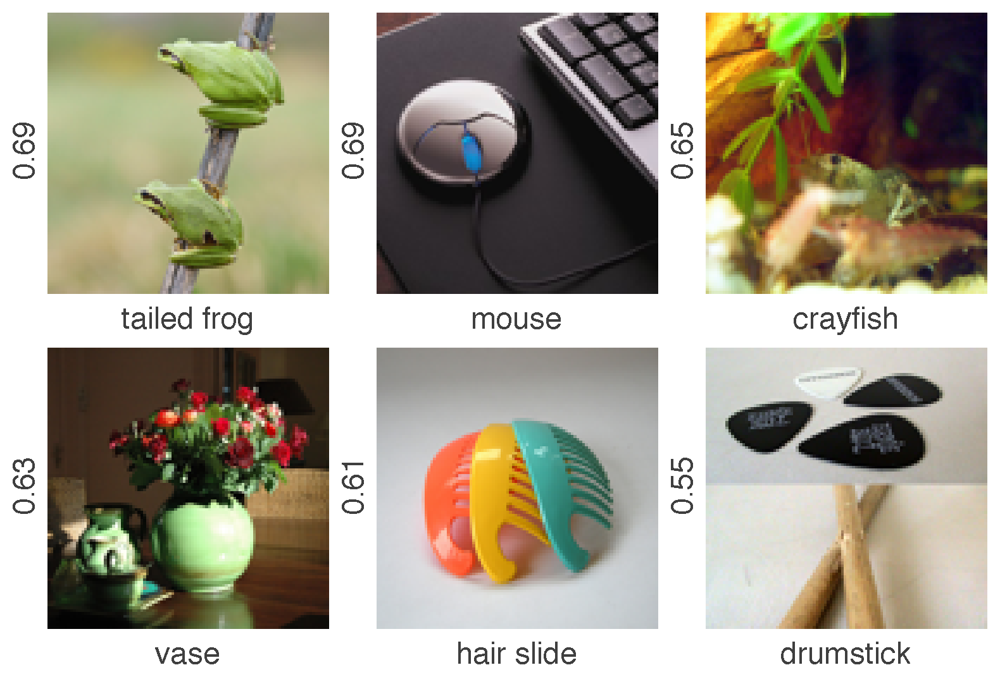 0.69
tailed frog
0.69
mouse
0.65
crayfish
0.63
vase
0.61
hair slide
0.55
drumstick